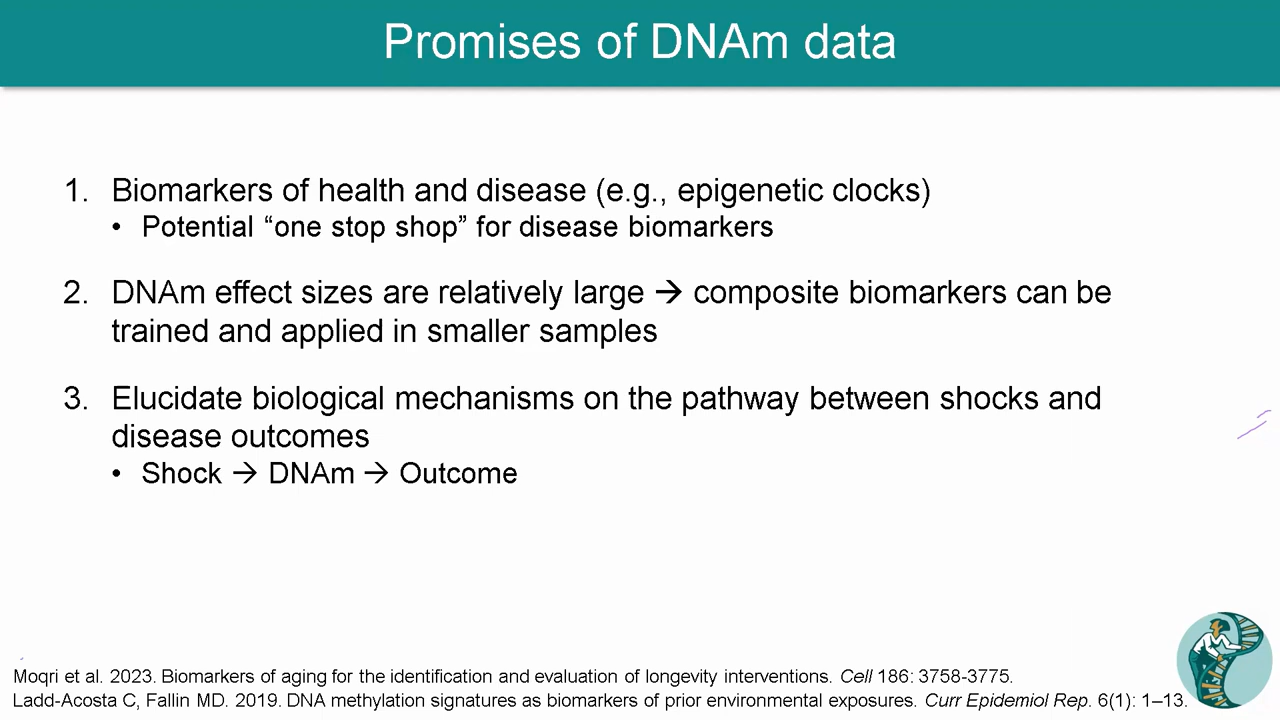 Promises of DNAm data
1. Biomarkers of health and disease (e.g., epigenetic clocks)
• Potential “one stop shop” for disease biomarkers
2. DNAm effect sizes are relatively large → composite biomarkers can be
trained and applied in smaller samples
3. Elucidate biological mechanisms on the pathway between shocks and
disease outcomes
• Shock → DNAm → Outcome
Moqri et al. 2023. Biomarkers of aging for the identification and evaluation of longevity interventions. Cell 186: 3758-3775.
Ladd-Acosta C, Fallin MD. 2019. DNA methylation signatures as biomarkers of prior environmental exposures. Curr Epidemiol Rep. 6(1): 1–13.